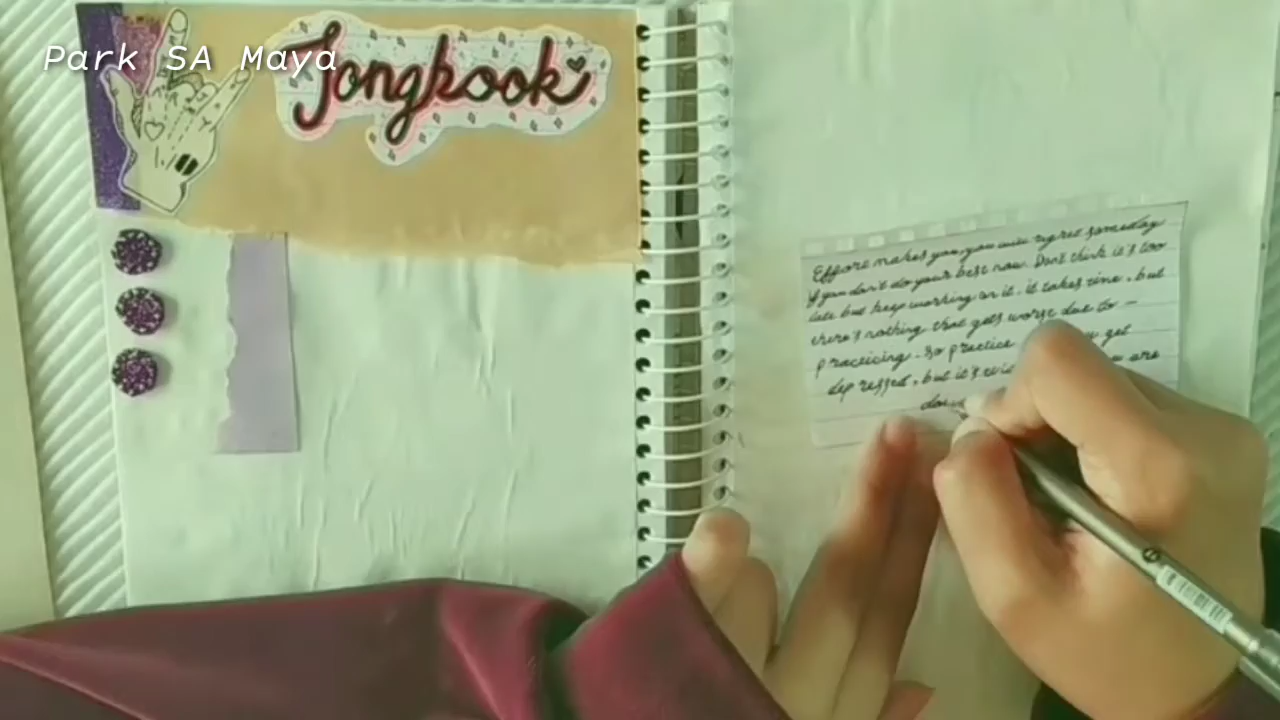 Park SA Maya
Jongkook
Effort makes you, you will regret someday
if you don't do your best now. Don't think it's too
late but keep working on it. it takes time, but
there's nothing that gets worse due to –
practicing. So practice get
depressed, but it's are